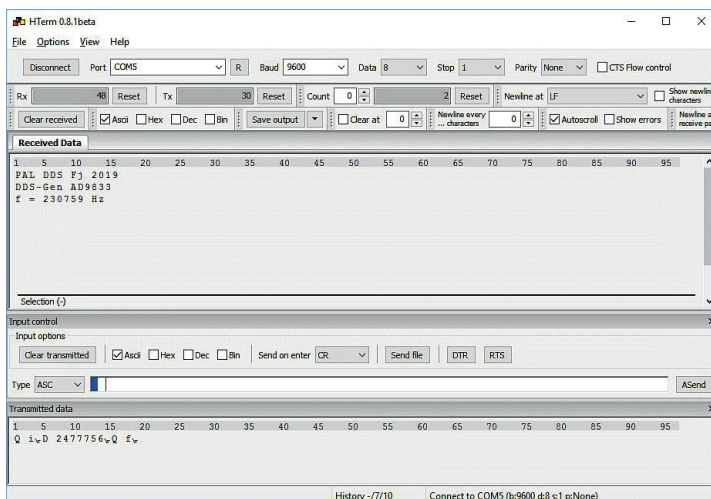 HTerm 0.8.1beta
File Options View Help
Disconnect Port COM5 R Baud 9600 Data 8 Stop 1 Parity None CTS Flow control
Rx 48 Reset Tx 30 Reset Count 0 2 Reset Newline at LF Show newline characters
Clear received Ascii Hex Dec Bin Save output Clear at 0 Newline every ... characters 0 Autoscroll Show errors Newline receive
Received Data
1 5 10 15 20 25 30 35 40 45 50 55 60 65 70 75 80 85 90 95
PAL DDS Fj 2019
DDS-Gen AD9833
f = 230759 Hz
Selection (-)
Input control
Input options
Clear transmitted Ascii Hex Dec Bin Send on enter CR Send file DTR RTS
Type ASC ASend
Transmitted data
1 5 10 15 20 25 30 35 40 45 50 55 60 65 70 75 80 85 90 95
Q i\rD 2477756\rQ f\r
History -/7/10 Connect to COM5 (b:9600 d:8 s:1 p:None)